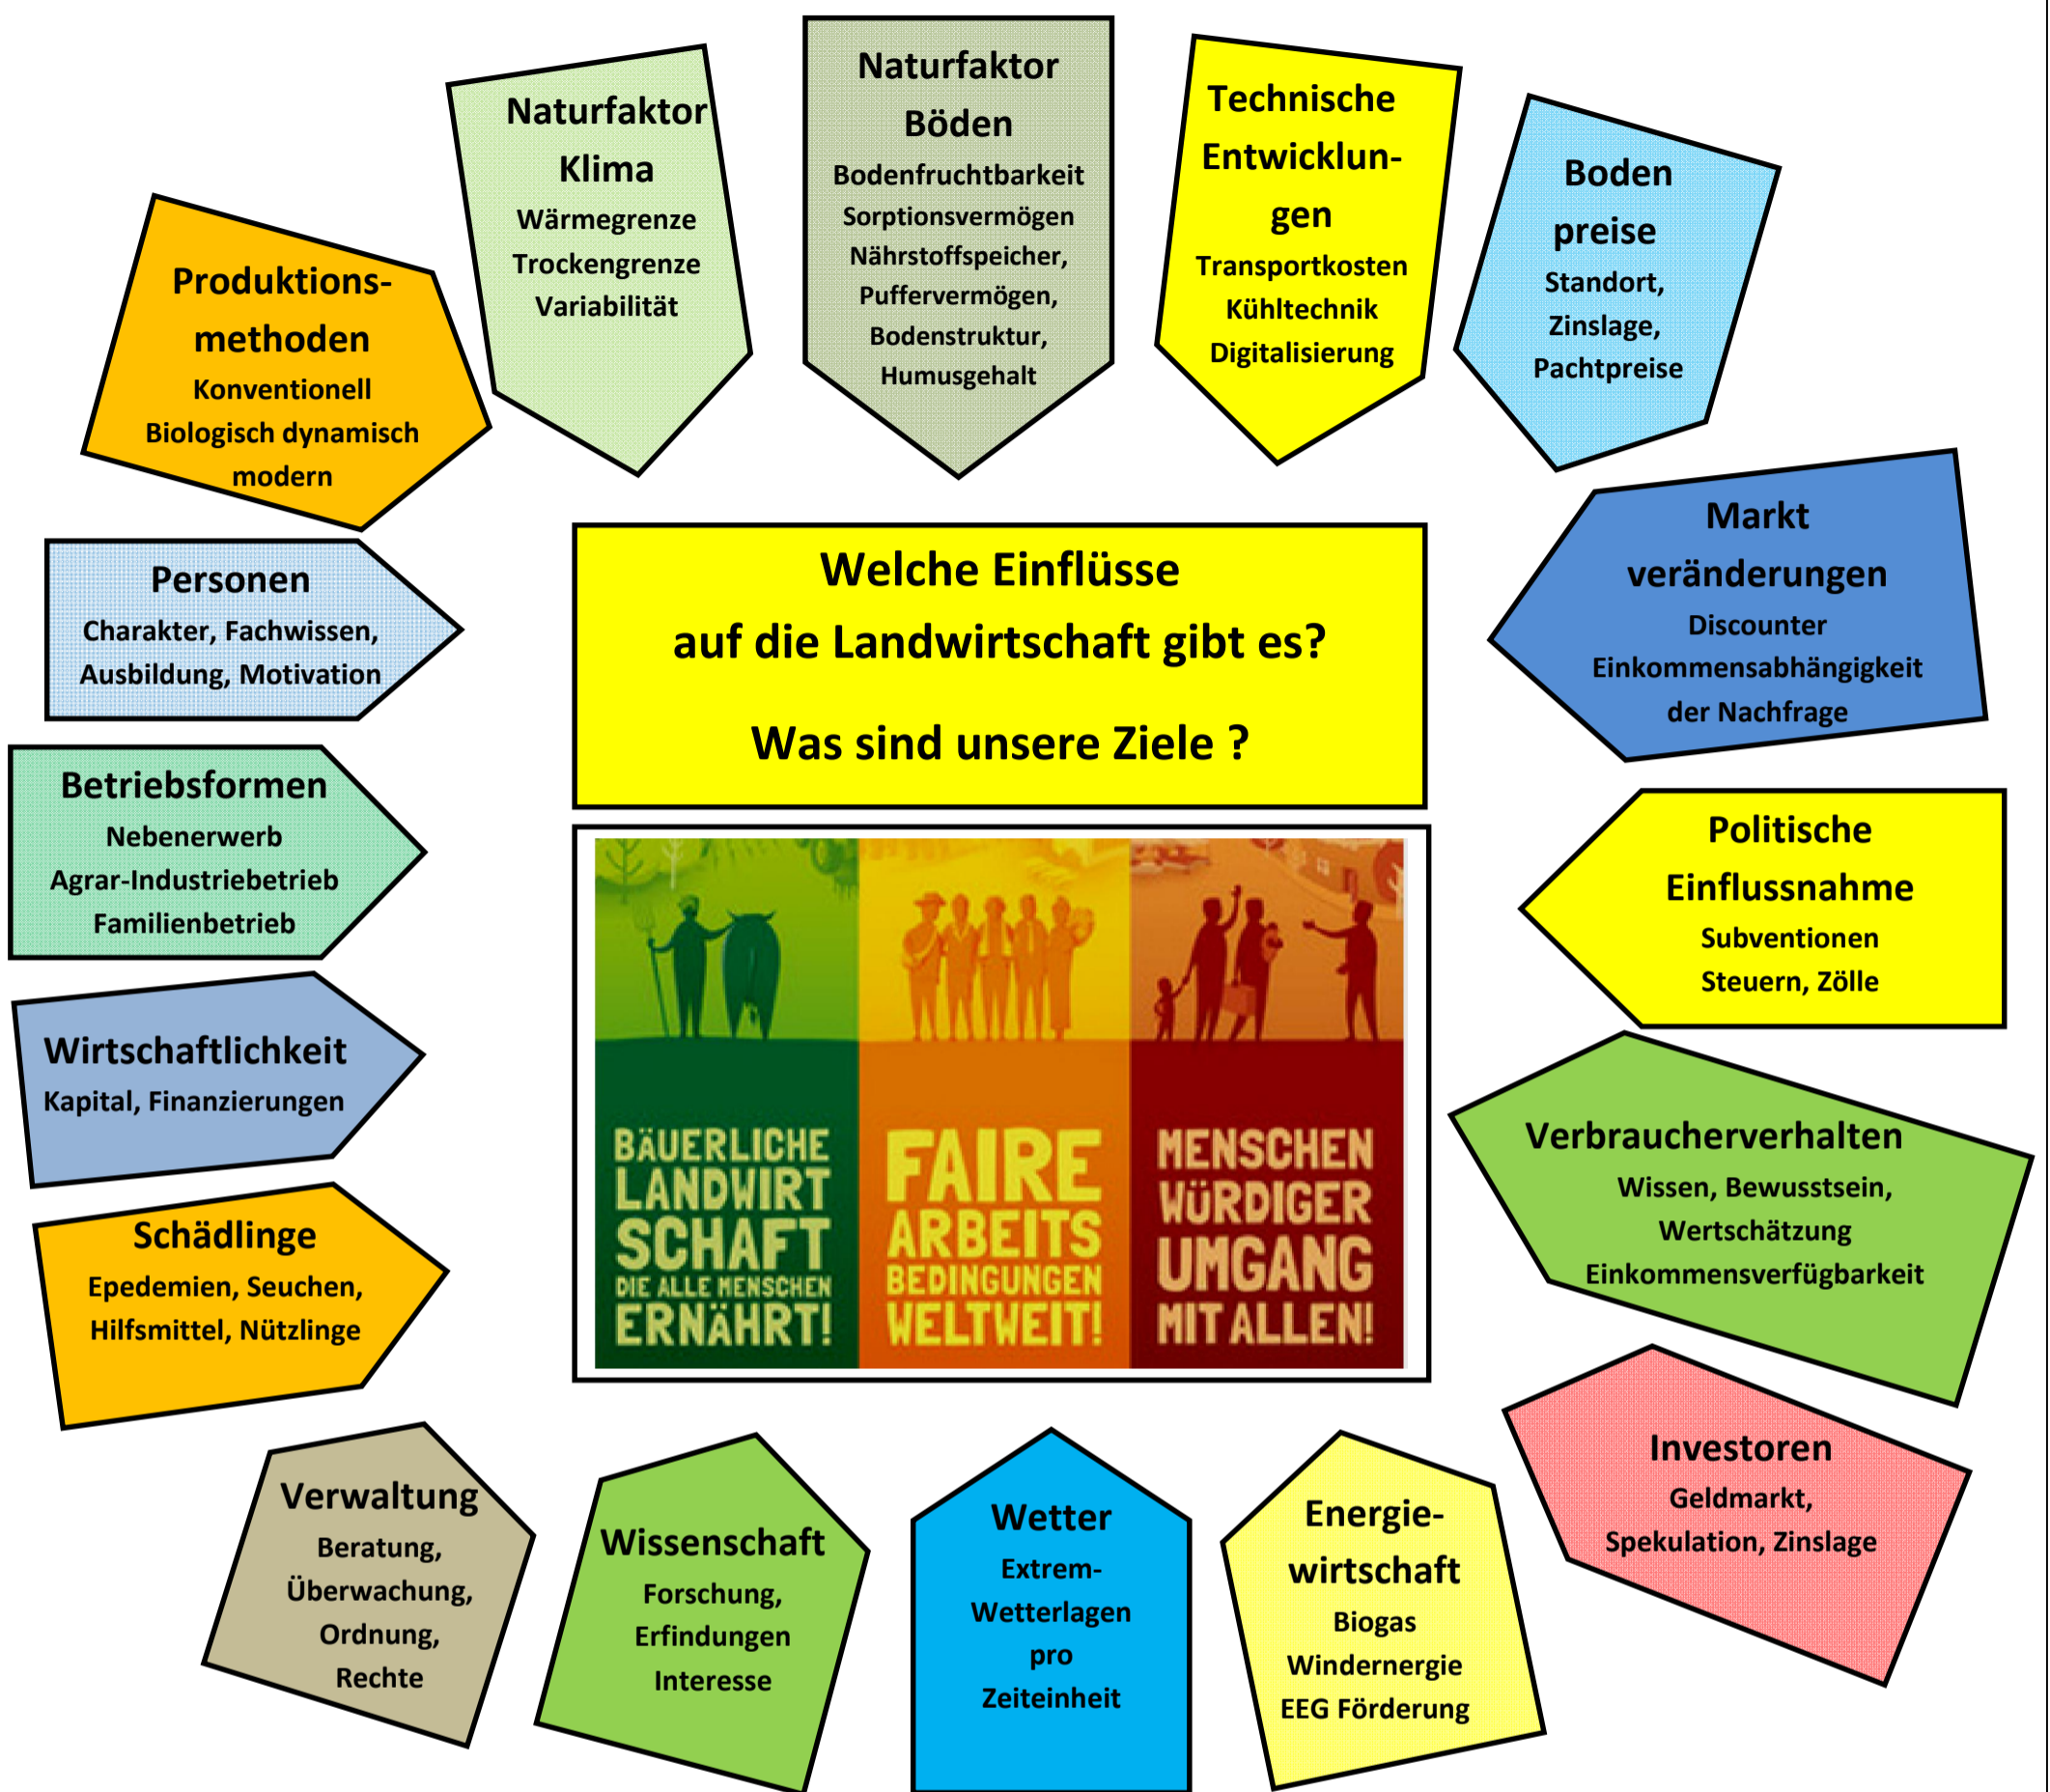 Naturfaktor
Klima
Wärmegrenze
Trockengrenze
Variabilität
Naturfaktor
Böden
Bodenfruchtbarkeit
Sorptionsvermögen
Nährstoffspeicher,
Puffervermögen,
Bodenstruktur,
Humusgehalt
Technische
Entwicklun-
gen
Transportkosten
Kühltechnik
Digitalisierung
Boden
preise
Standort,
Zinslage,
Pachtpreise
Produktions-
methoden
Konventionell
Biologisch dynamisch
modern
Markt
veränderungen
Discounter
Einkommensabhängigkeit
der Nachfrage
Personen
Charakter, Fachwissen,
Ausbildung, Motivation
Welche Einflüsse
auf die Landwirtschaft gibt es?
Was sind unsere Ziele ?
Betriebsformen
Nebenerwerb
Agrar-Industriebetrieb
Familienbetrieb
Politische
Einflussnahme
Subventionen
Steuern, Zölle
Wirtschaftlichkeit
Kapital, Finanzierungen
BÄUERLICHE
LANDWIRT
SCHAFT
DIE ALLE MENSCHEN
ERNÄHRT!
FAIRE
ARBEITS
BEDINGUNGEN
WELTWEIT!
MENSCHEN
WÜRDIGER
UMGANG
MIT ALLEN!
Verbraucherverhalten
Wissen, Bewusstsein,
Wertschätzung
Einkommensverfügbarkeit
Schädlinge
Epedemien, Seuchen,
Hilfsmittel, Nützlinge
Investoren
Geldmarkt,
Spekulation, Zinslage
Verwaltung
Beratung,
Überwachung,
Ordnung,
Rechte
Wissenschaft
Forschung,
Erfindungen
Interesse
Wetter
Extrem-
Wetterlagen
pro
Zeiteinheit
Energie-
wirtschaft
Biogas
Windernergie
EEG Förderung